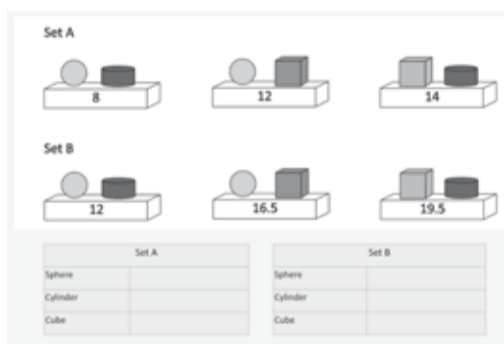 Set A
8 12 14
Set B
12 16.5 19.5
Set A Set B
Sphere Sphere
Cylinder Cylinder
Cube Cube